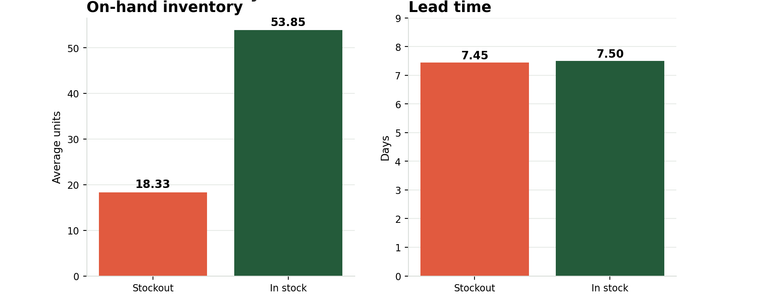 On-hand inventory
53.85
50
40
30
20
10
0
Average units
18.33
Stockout
In stock
Lead time
9
8
7
6
5
4
3
2
1
0
Days
7.45
7.50
Stockout
In stock